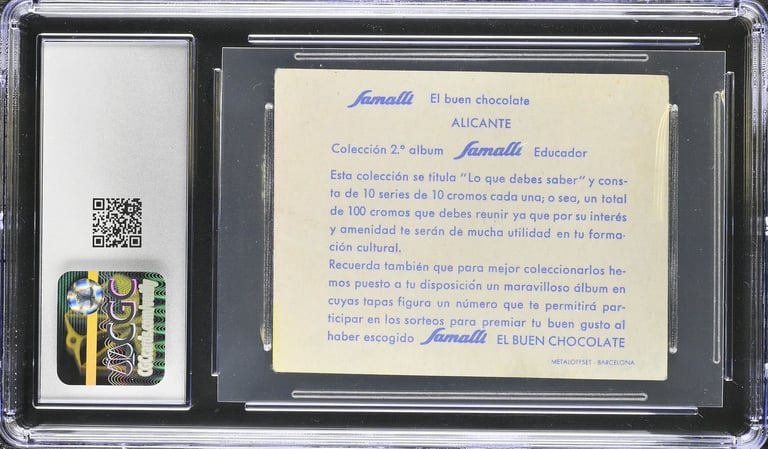 Samalli El buen chocolate
ALICANTE
Colección 2.º album Samalli Educador
Esta colección se titula "Lo que debes saber" y cons-
ta de 10 series de 10 cromos cada una; o sea, un total
de 100 cromos que debes reunir ya que por su interés
y amenidad te serán de mucha utilidad en tu forma-
ción cultural.
Recuerda también que para mejor coleccionarlos he-
mos puesto a tu disposición un maravilloso álbum en
cuyas tapas figura un número que te permitirá par-
ticipar en los sorteos para premiar tu buen gusto al
haber escogido Samalli EL BUEN CHOCOLATE
METALOFFSET - BARCELONA
CGC